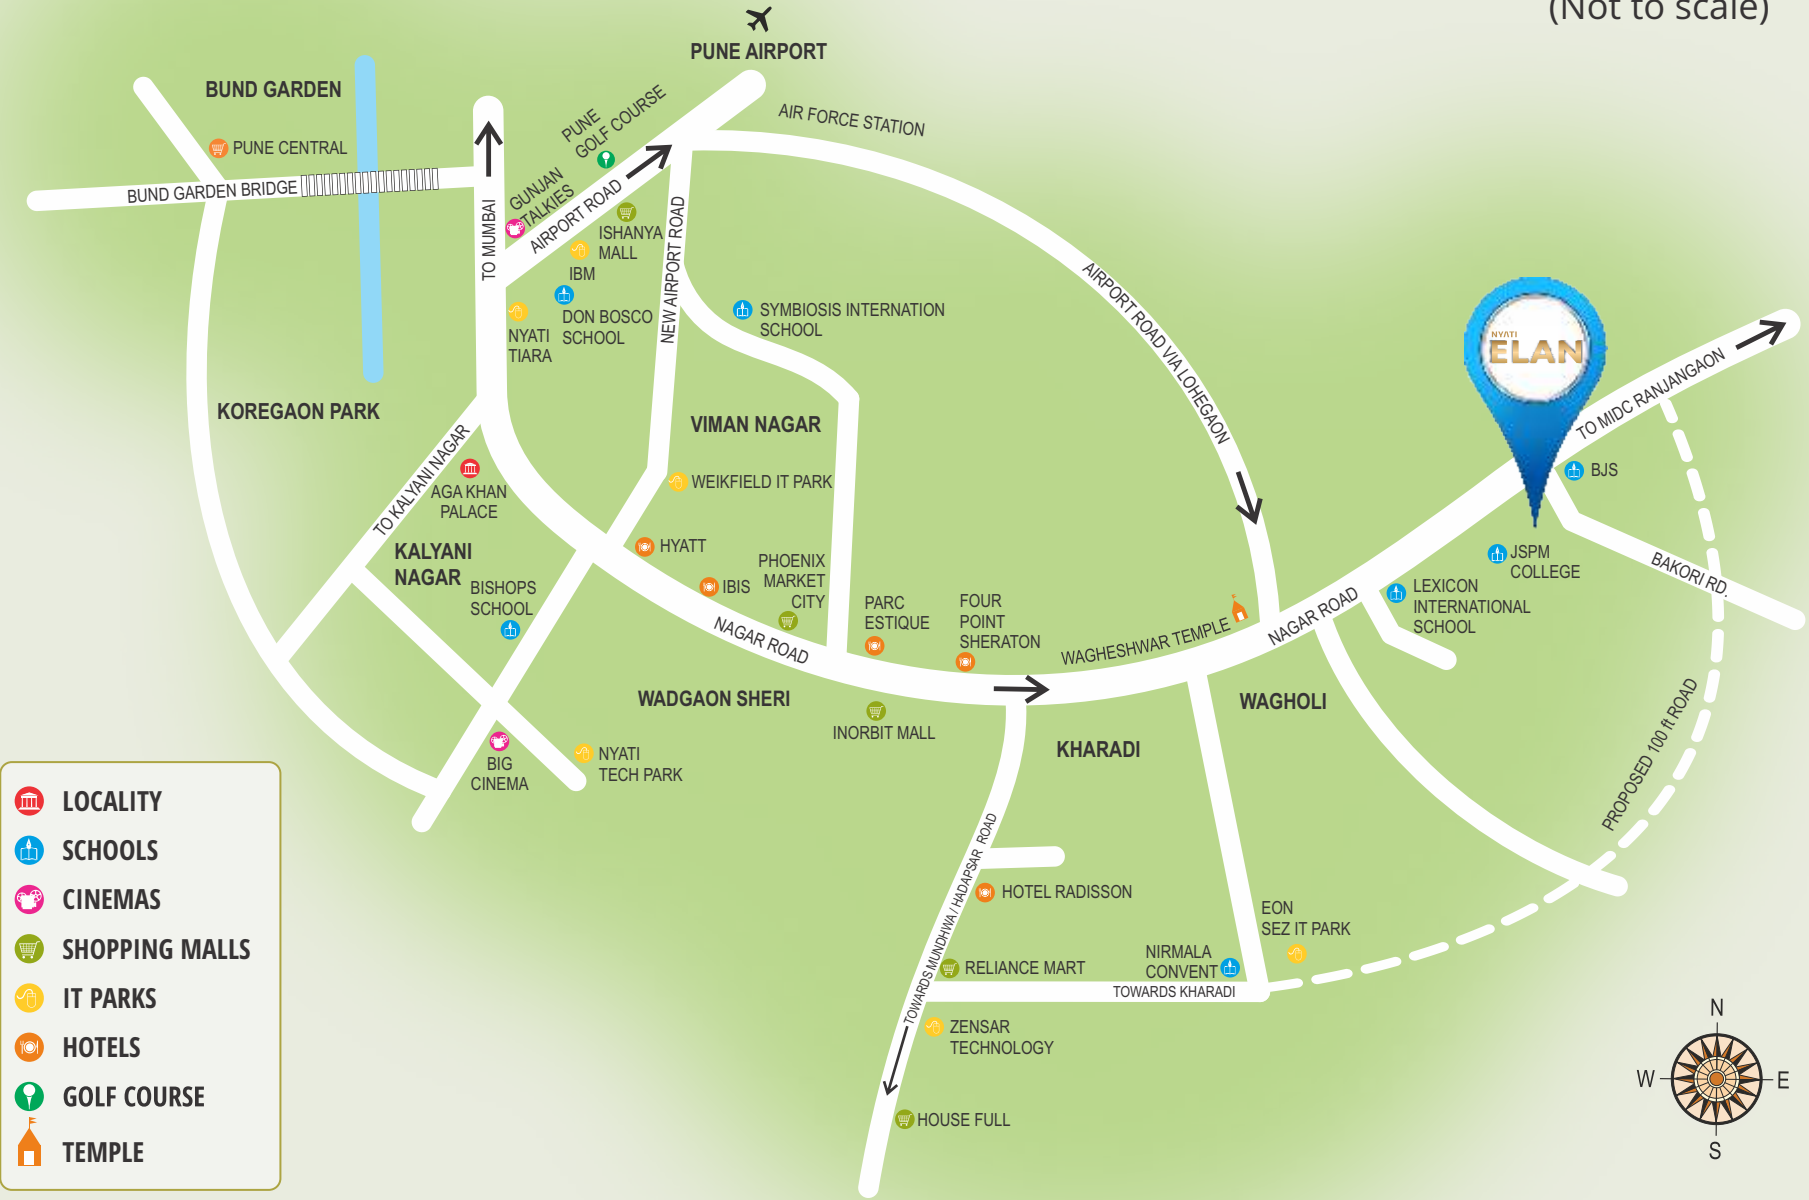 (Not to scale)
PUNE AIRPORT
BUND GARDEN
PUNE CENTRAL
BUND GARDEN BRIDGE
TO MUMBAI
PUNE
GOLF COURSE
GUNJAN
TALKIES
AIRPORT ROAD
ISHANYA
MALL
IBM
DON BOSCO
SCHOOL
NYATI
TIARA
NEW AIRPORT ROAD
AIR FORCE STATION
SYMBIOSIS INTERNATION
SCHOOL
AIRPORT ROAD VIA LOHEGAON
NYATI
ELAN
TO MIDC RANJANGAON
BJS
KOREGAON PARK
VIMAN NAGAR
TO KALYANI NAGAR
AGA KHAN
PALACE
WEIKFIELD IT PARK
KALYANI
NAGAR
BISHOPS
SCHOOL
HYATT
IBIS
PHOENIX
MARKET
CITY
PARC
ESTIQUE
FOUR
POINT
SHERATON
NAGAR ROAD
WAGHESHWAR TEMPLE
NAGAR ROAD
JSPM
COLLEGE
LEXICON
INTERNATIONAL
SCHOOL
BAKORI RD.
WADGAON SHERI
INORBIT MALL
KHARADI
WAGHOLI
PROPOSED 100 ft ROAD
BIG
CINEMA
NYATI
TECH PARK
TOWARDS MUNDHWA / HADAPSAR ROAD
HOTEL RADISSON
EON
SEZ IT PARK
NIRMALA
CONVENT
RELIANCE MART
TOWARDS KHARADI
ZENSAR
TECHNOLOGY
HOUSE FULL
LOCALITY
SCHOOLS
CINEMAS
SHOPPING MALLS
IT PARKS
HOTELS
GOLF COURSE
TEMPLE
N
W
E
S